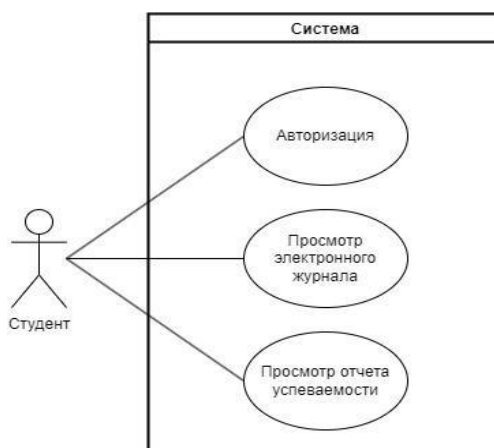 Система
Авторизация
Просмотр
электронного
журнала
Студент
Просмотр отчета
успеваемости